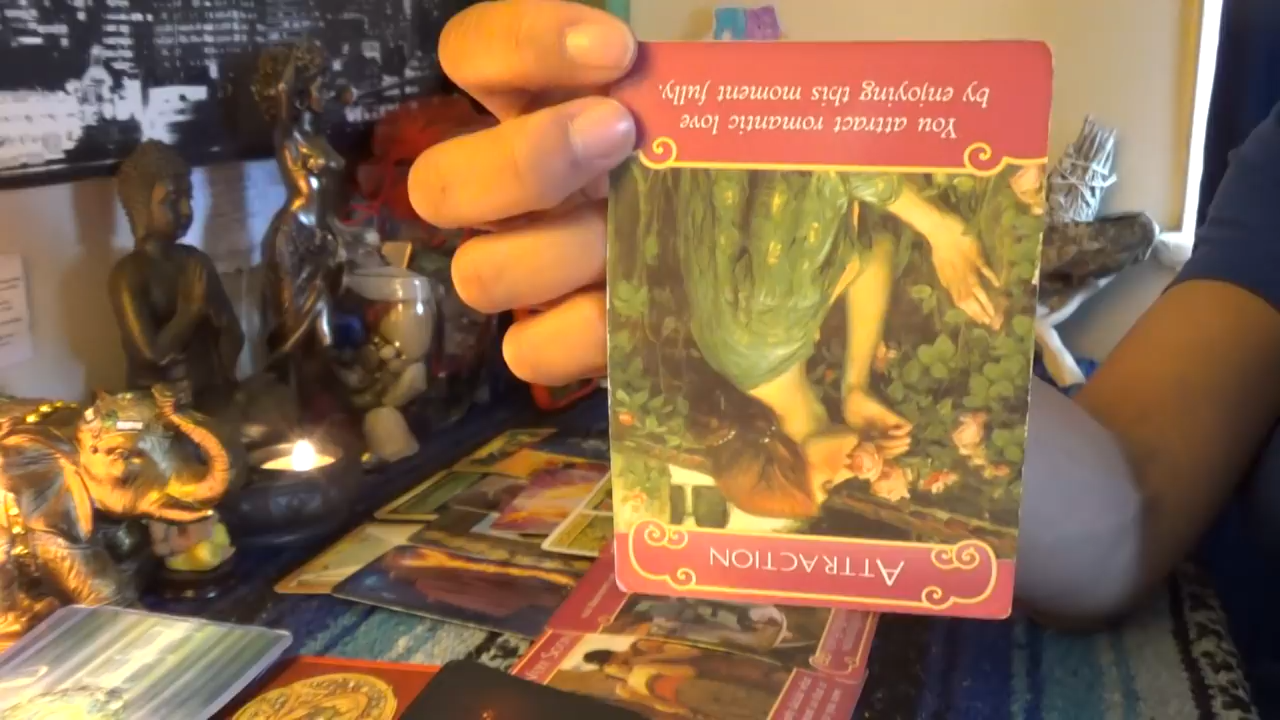 ATTRACTION
You attract romantic love
by enjoying this moment fully.